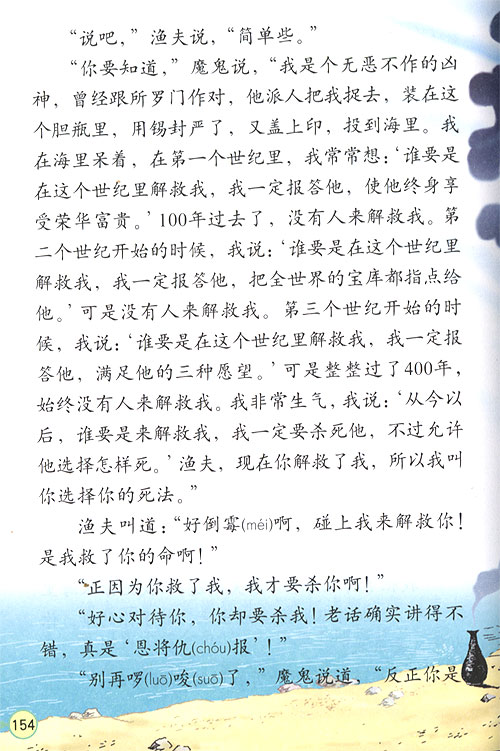 “说吧，”渔夫说，“简单些。”
“你要知道，”魔鬼说，“我是个无恶不作的凶
神，曾经跟所罗门作对，他派人把我捉去，装在这
个胆瓶里，用锡封严了，又盖上印，投到海里。我
在海里呆着，在第一个世纪里，我常常想：‘谁要是
在这个世纪里解救我，我一定报答他，使他终身享
受荣华富贵。’100年过去了，没有人来解救我。第
二个世纪开始的时候，我说：‘谁要是在这个世纪里
解救我，我一定报答他，把全世界的宝库都指点给
他。’可是没有人来解救我。第三个世纪开始的时
候，我说：‘谁要是在这个世纪里解救我，我一定报
答他，满足他的三种愿望。’可是整整过了400年，
始终没有人来解救我。我非常生气，我说：‘从今以
后，谁要是来解救我，我一定要杀死他，不过允许
他选择怎样死。’渔夫，现在你解救了我，所以我叫
你选择你的死法。”
渔夫叫道：“好倒霉(méi)啊，碰上我来解救你！
是我救了你的命啊！”
“正因为你救了我，我才要杀你啊！”
“好心对待你，你却要杀我！老话确实讲得不
错，真是‘恩将仇(chóu)报’！”
“别再啰(luō)唆(suō)了，”魔鬼说道，“反正你是
154